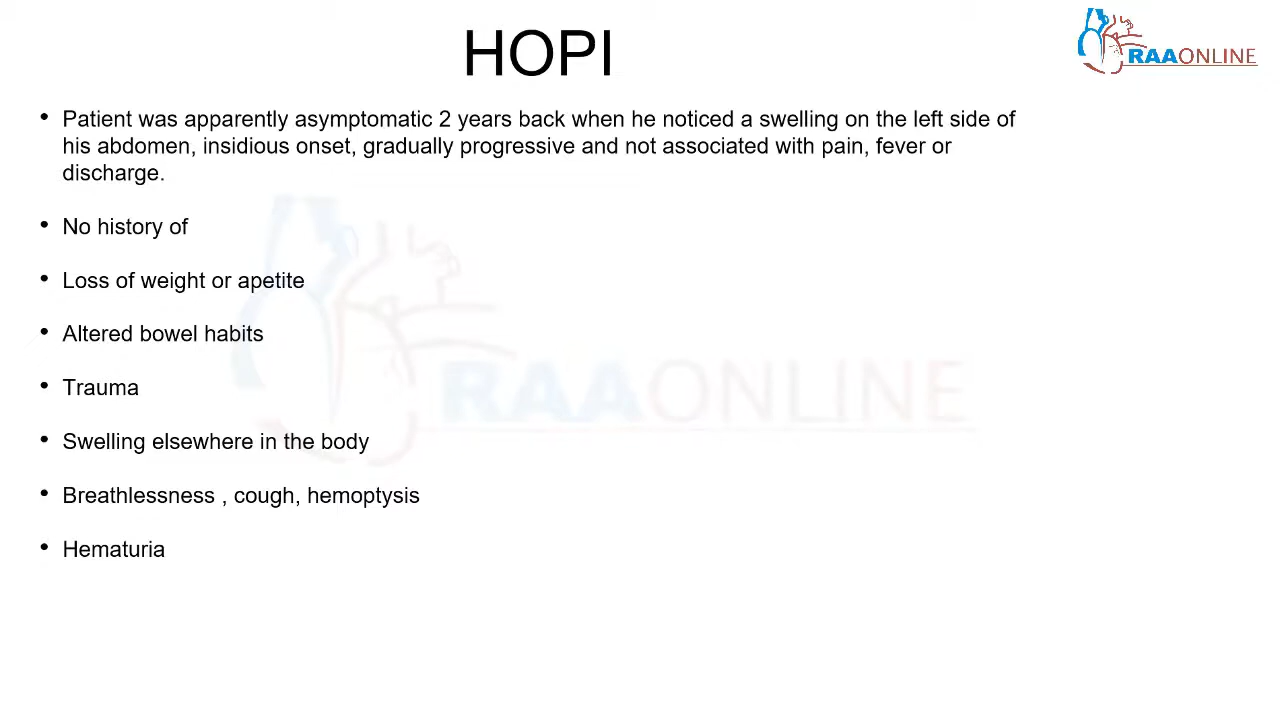 HOPI
RAAONLINE
• Patient was apparently asymptomatic 2 years back when he noticed a swelling on the left side of
his abdomen, insidious onset, gradually progressive and not associated with pain, fever or
discharge.
• No history of
• Loss of weight or apetite
• Altered bowel habits
• Trauma
RAAONLINE
• Swelling elsewhere in the body
• Breathlessness , cough, hemoptysis
• Hematuria